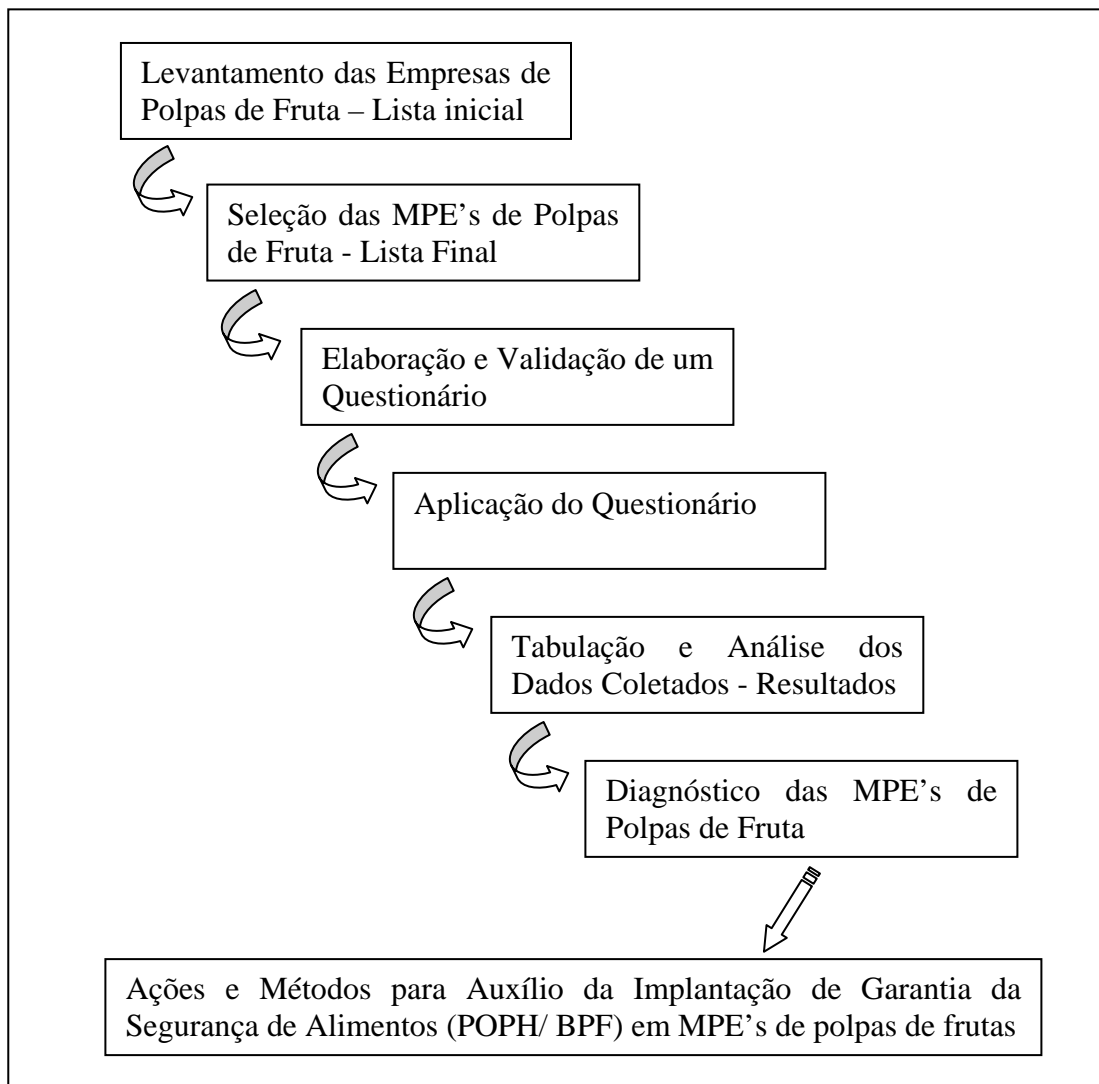 Levantamento das Empresas de
Polpas de Fruta – Lista inicial
Seleção das MPE’s de Polpas
de Fruta - Lista Final
Elaboração e Validação de um
Questionário
Aplicação do Questionário
Tabulação e Análise dos
Dados Coletados - Resultados
Diagnóstico das MPE’s de
Polpas de Fruta
Ações e Métodos para Auxílio da Implantação de Garantia da
Segurança de Alimentos (POPH/ BPF) em MPE’s de polpas de frutas